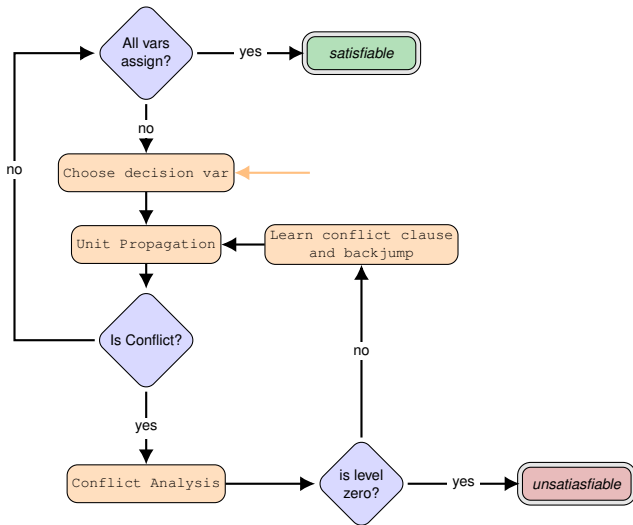 All vars
assign?
yes
satisfiable
no
Choose decision var
no
Unit Propagation
Learn conflict clause
and backjump
Is Conflict?
no
yes
Conflict Analysis
is level
zero?
yes
unsatiasfiable